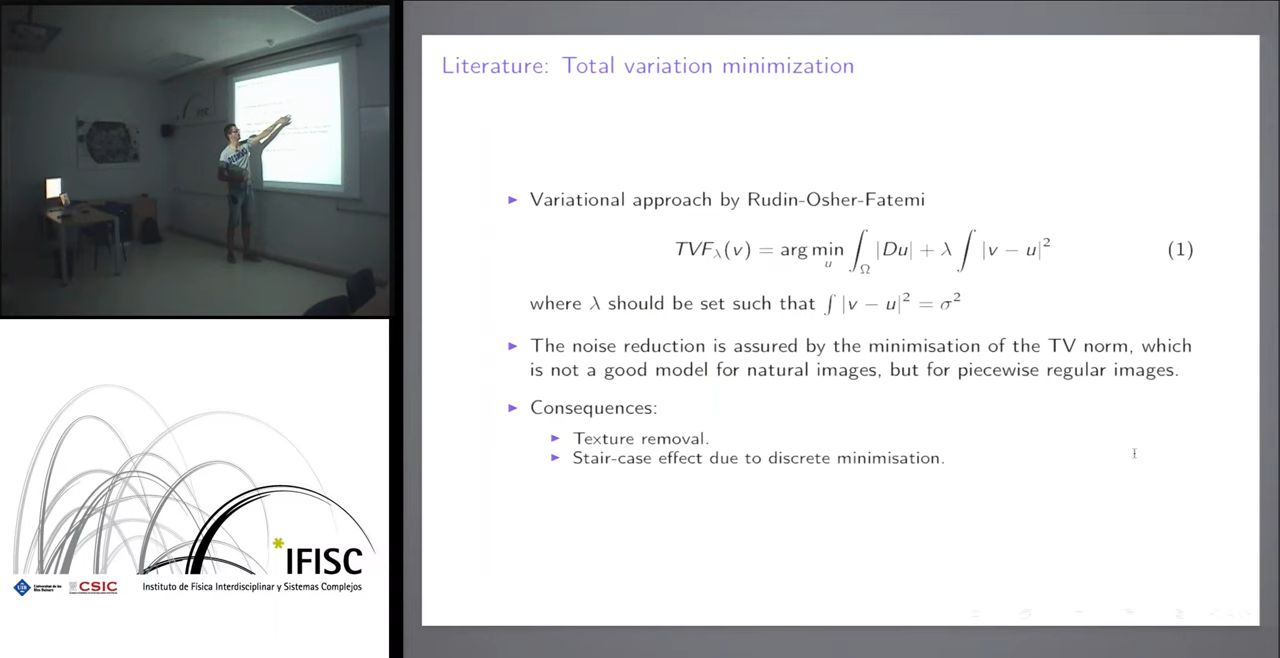 Literature: Total variation minimization
▶ Variational approach by Rudin-Osher-Fatemi
TVF_λ(v) = arg min_u ∫_Ω |Du| + λ ∫ |v − u|² (1)
where λ should be set such that ∫ |v − u|² = σ²
▶ The noise reduction is assured by the minimisation of the TV norm, which
is not a good model for natural images, but for piecewise regular images.
▶ Consequences:
▶ Texture removal.
▶ Stair-case effect due to discrete minimisation.
*IFISC
CSIC
Instituto de Física Interdisciplinar y Sistemas Complejos